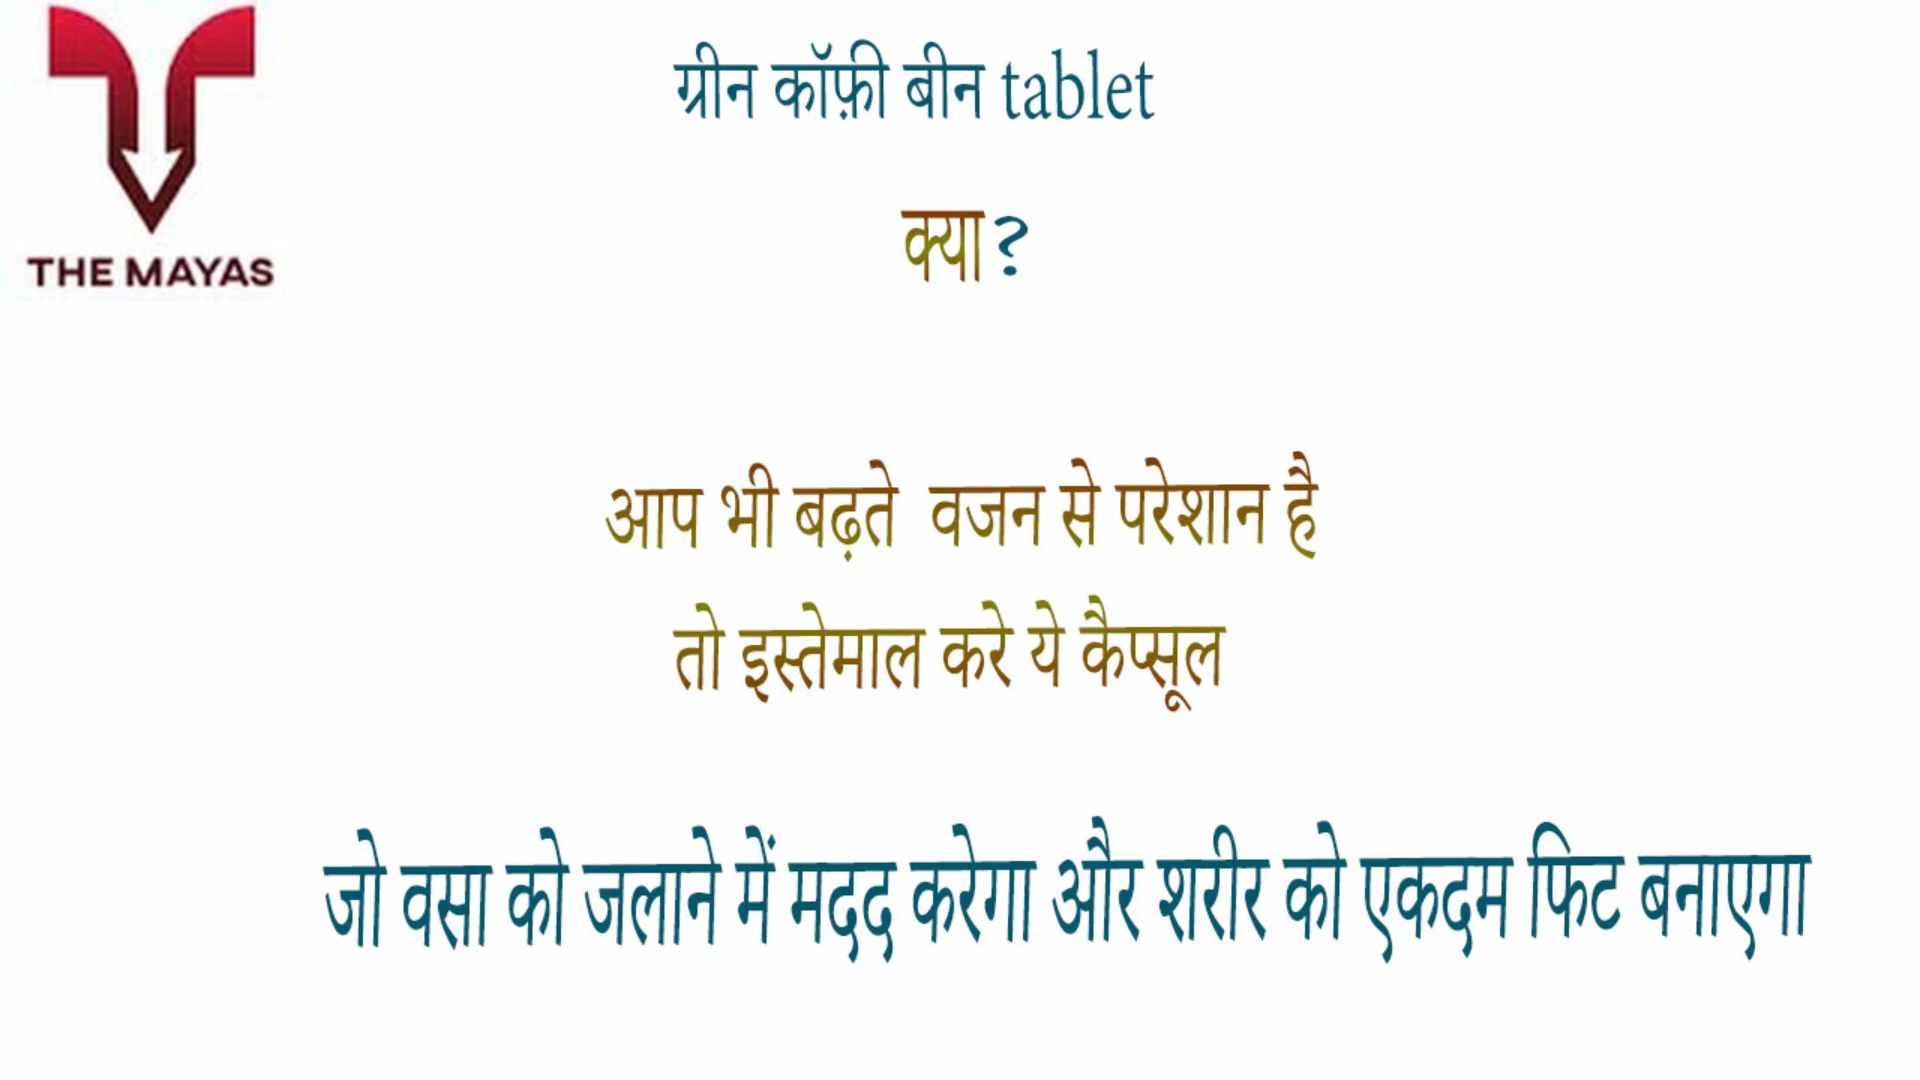 THE MAYAS
ग्रीन कॉफ़ी बीन tablet
क्या?
आप भी बढ़ते वजन से परेशान है
तो इस्तेमाल करे ये कैप्सूल
जो वसा को जलाने में मदद करेगा और शरीर को एकदम फिट बनाएगा